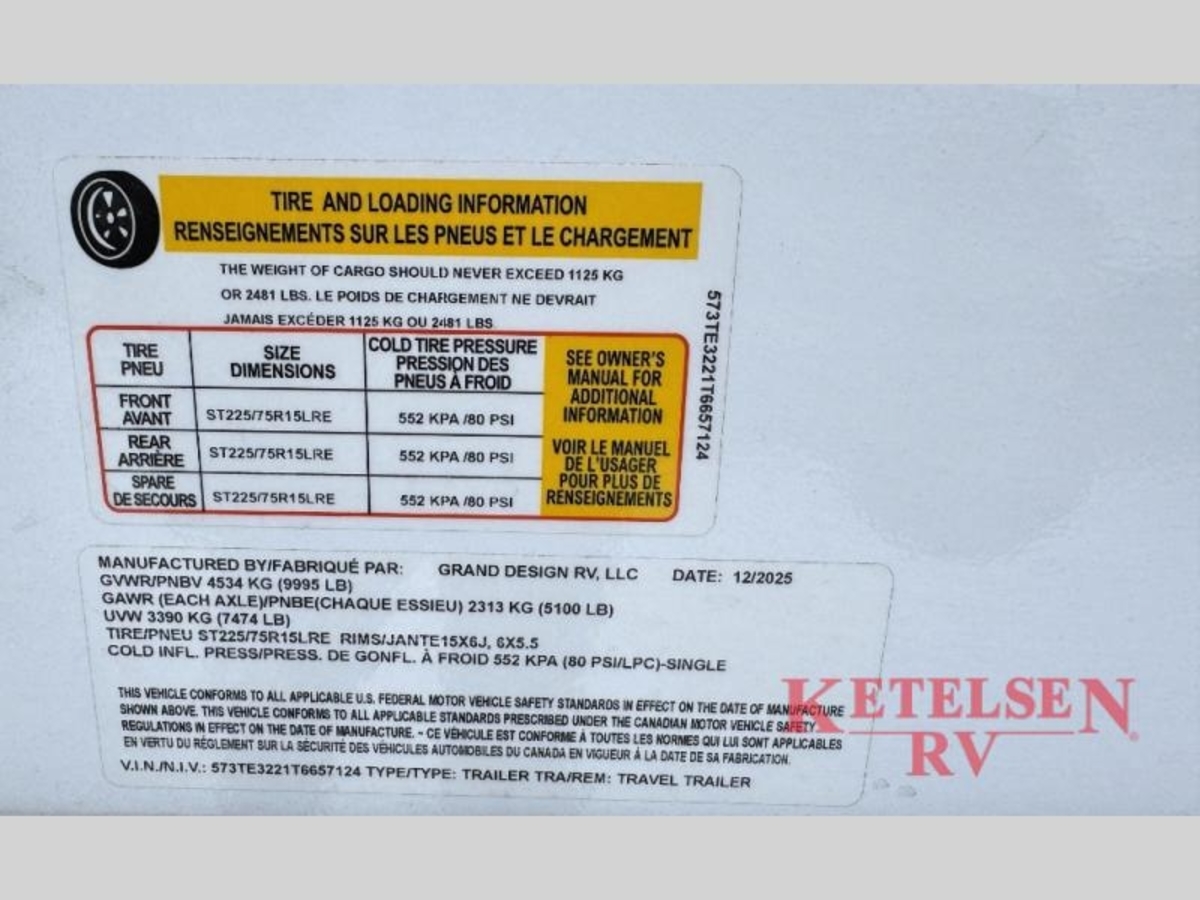 TIRE AND LOADING INFORMATION
RENSEIGNEMENTS SUR LES PNEUS ET LE CHARGEMENT
THE WEIGHT OF CARGO SHOULD NEVER EXCEED 1125 KG
OR 2481 LBS. LE POIDS DE CHARGEMENT NE DEVRAIT
JAMAIS EXCÉDER 1125 KG OU 2481 LBS
TIRE
PNEU
SIZE
DIMENSIONS
COLD TIRE PRESSURE
PRESSION DES
PNEUS À FROID
FRONT
AVANT
ST225/75R15LRE
552 KPA /80 PSI
REAR
ARRIÈRE
ST225/75R15LRE
552 KPA /80 PSI
SPARE
DE SECOURS
ST225/75R15LRE
552 KPA /80 PSI
SEE OWNER'S
MANUAL FOR
ADDITIONAL
INFORMATION
VOIR LE MANUEL
DE L'USAGER
POUR PLUS DE
RENSEIGNEMENTS
573TE3221T6657124
MANUFACTURED BY/FABRIQUÉ PAR: GRAND DESIGN RV, LLC DATE: 12/2025
GVWR/PNBV 4534 KG (9995 LB)
GAWR (EACH AXLE)/PNBE(CHAQUE ESSIEU) 2313 KG (5100 LB)
UVW 3390 KG (7474 LB)
TIRE/PNEU ST225/75R15LRE RIMS/JANTE15X6J, 6X5.5
COLD INFL. PRESS/PRESS. DE GONFL. À FROID 552 KPA (80 PSI/LPC)-SINGLE
THIS VEHICLE CONFORMS TO ALL APPLICABLE U.S. FEDERAL MOTOR VEHICLE SAFETY STANDARDS IN EFFECT ON THE DATE OF MANUFACTURE
SHOWN ABOVE. THIS VEHICLE CONFORMS TO ALL APPLICABLE STANDARDS PRESCRIBED UNDER THE CANADIAN MOTOR VEHICLE SAFETY
REGULATIONS IN EFFECT ON THE DATE OF MANUFACTURE. - CE VÉHICULE EST CONFORME À TOUTES LES NORMES QUI LUI SONT APPLICABLES
EN VERTU DU RÉGLEMENT SUR LA SÉCURITÉ DES VÉHICULES AUTOMOBILES DU CANADA EN VIGUEUR À LA DATE DE SA FABRICATION.
V.I.N./N.I.V.: 573TE3221T6657124 TYPE/TYPE: TRAILER TRA/REM: TRAVEL TRAILER
KETELSEN
RV